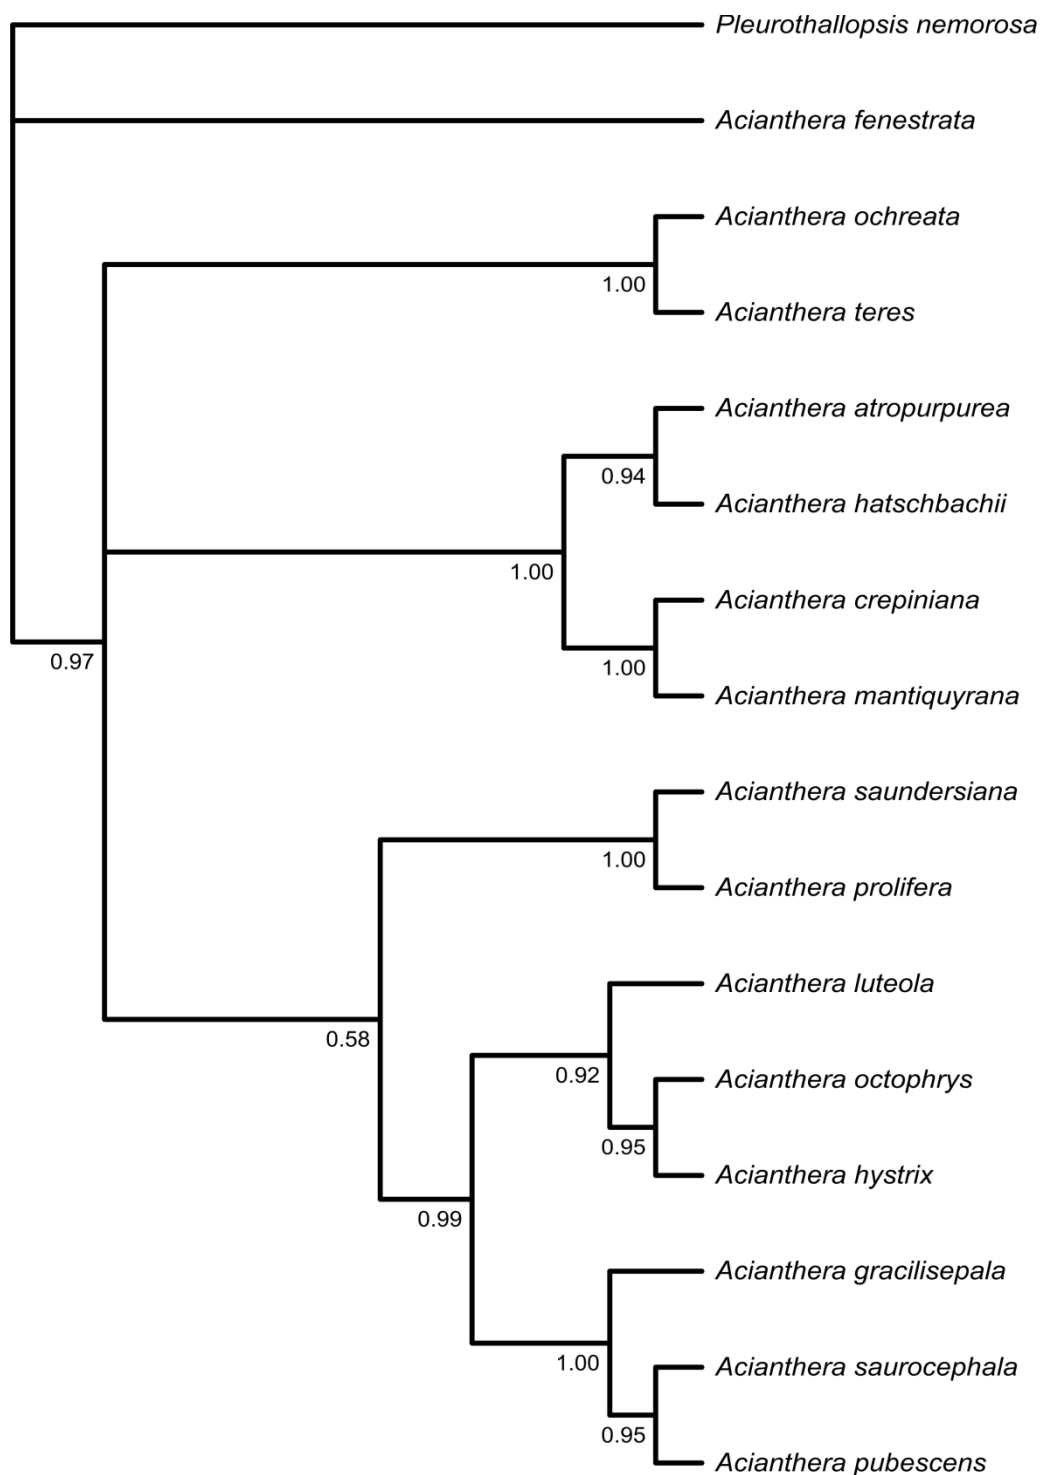 Pleurothallopsis nemorosa
Acianthera fenestrata
Acianthera ochreata
1.00
Acianthera teres
Acianthera atropurpurea
0.94
Acianthera hatschbachii
1.00
Acianthera crepiniana
0.97
1.00
Acianthera mantiquyrana
Acianthera saundersiana
1.00
Acianthera prolifera
Acianthera luteola
0.58
0.92
Acianthera octophrys
0.95
Acianthera hystrix
0.99
Acianthera gracilisepala
1.00
Acianthera saurocephala
0.95
Acianthera pubescens